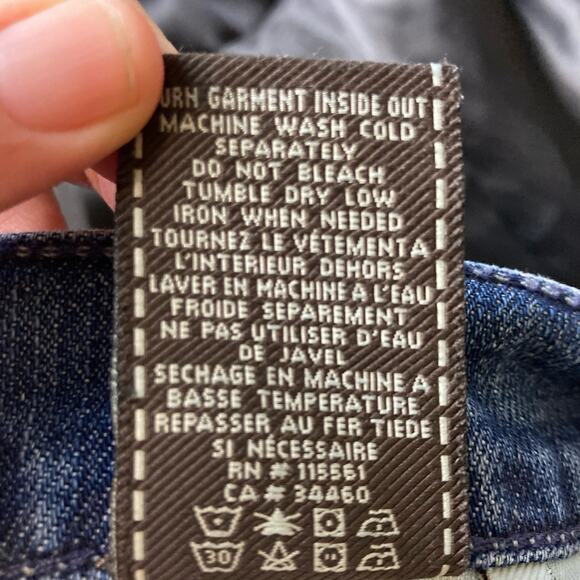 URN GARMENT INSIDE OUT
MACHINE WASH COLD
SEPARATELY
DO NOT BLEACH
TUMBLE DRY LOW
IRON WHEN NEEDED
TOURNEZ LE VÊTEMENT A
L'INTERIEUR DEHORS
LAVER EN MACHINE A L'EAU
FROIDE SEPAREMENT
NE PAS UTILISER D'EAU
DE JAVEL
SECHAGE EN MACHINE A
BASSE TEMPERATURE
REPASSER AU FER TIEDE
SI NÉCESSAIRE
RN # 115561
CA # 34460
30